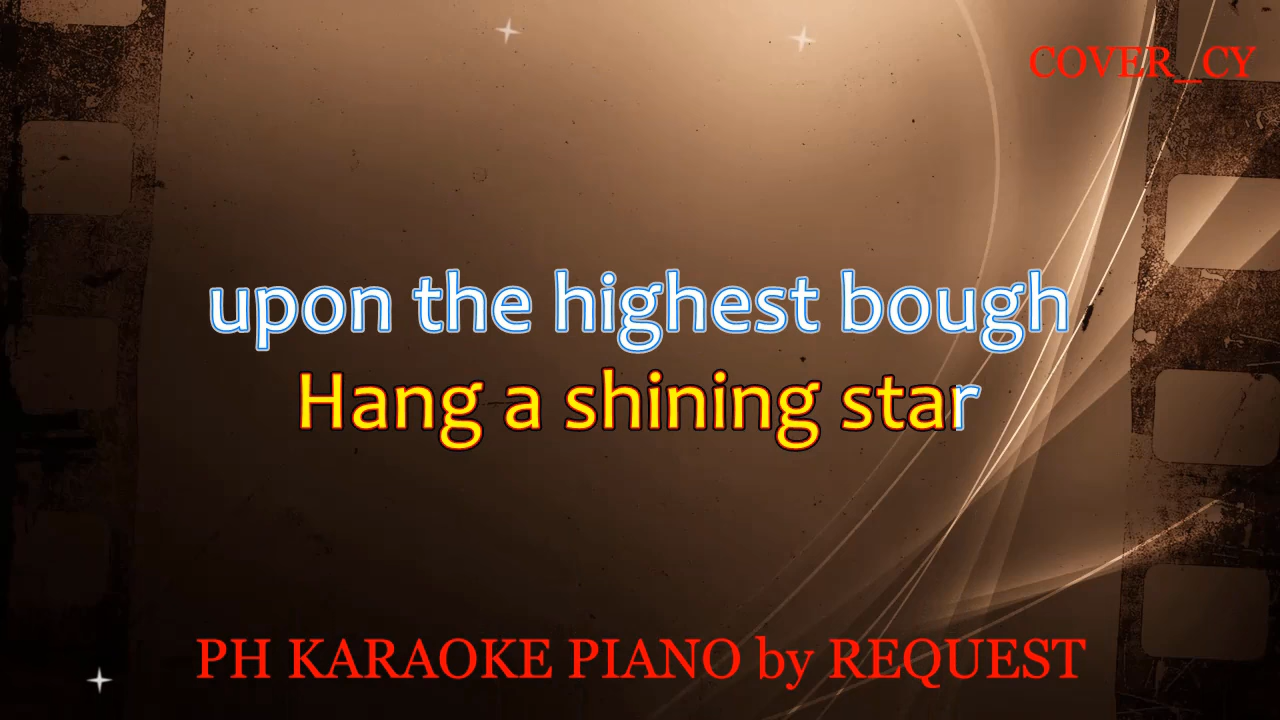 COVER_CY
upon the highest bough
Hang a shining star
PH KARAOKE PIANO by REQUEST